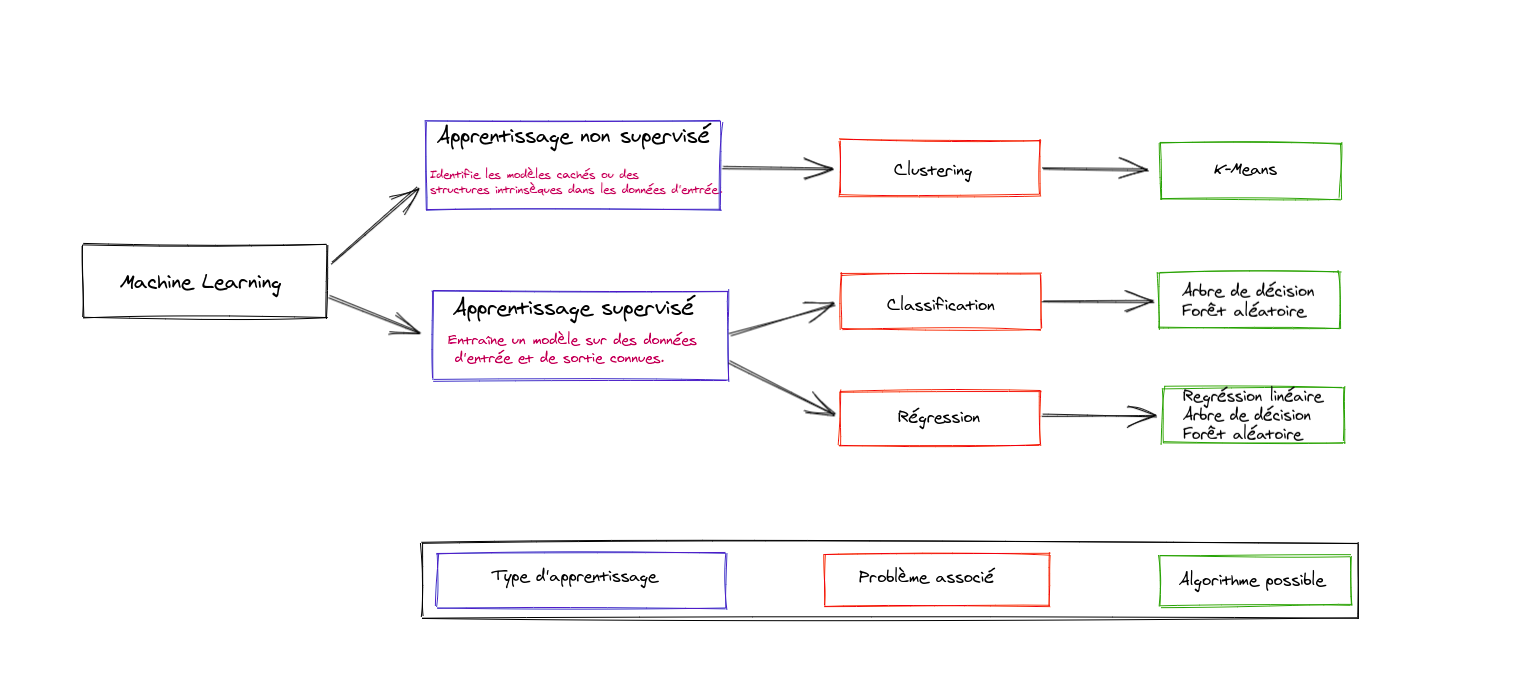 Apprentissage non supervisé
Identifie les modèles cachés ou des
structures intrinsèques dans les données d'entrée.
Clustering
K-Means
Machine Learning
Apprentissage supervisé
Entraîne un modèle sur des données
d'entrée et de sortie connues.
Classification
Arbre de décision
Forêt aléatoire
Régression
Regréssion linéaire
Arbre de décision
Forêt aléatoire
Type d'apprentissage
Problème associé
Algorithme possible